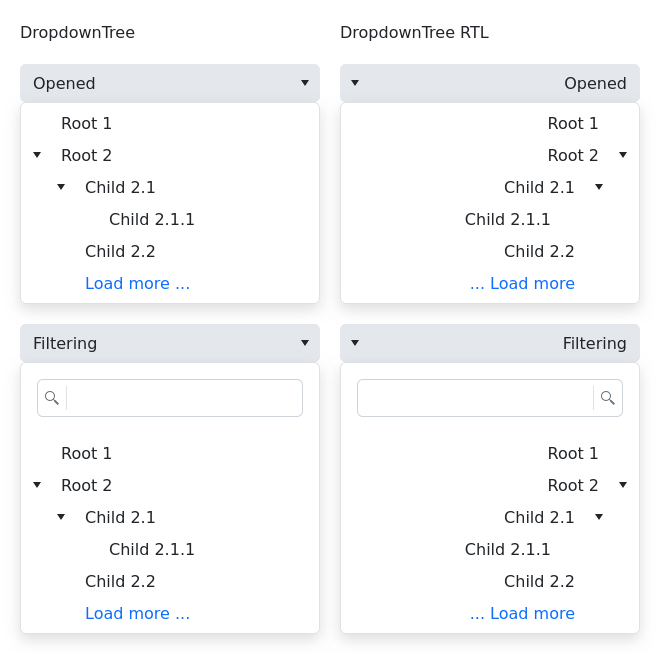 DropdownTree
Opened
Root 1
Root 2
Child 2.1
Child 2.1.1
Child 2.2
Load more ...
Filtering
Root 1
Root 2
Child 2.1
Child 2.1.1
Child 2.2
Load more ...
DropdownTree RTL
Opened
Root 1
Root 2
Child 2.1
Child 2.1.1
Child 2.2
... Load more
Filtering
Root 1
Root 2
Child 2.1
Child 2.1.1
Child 2.2
... Load more